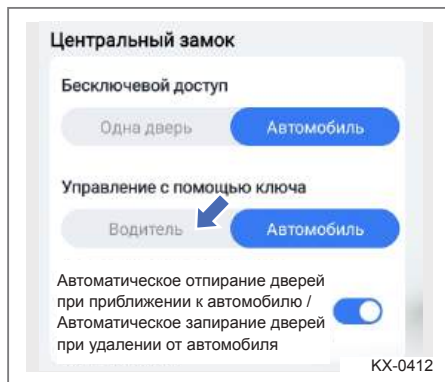 Центральный замок
Бесключевой доступ
Одна дверь Автомобиль
Управление с помощью ключа
Водитель Автомобиль
Автоматическое отпирание дверей
при приближении к автомобилю /
Автоматическое запирание дверей
при удалении от автомобиля
KX-0412